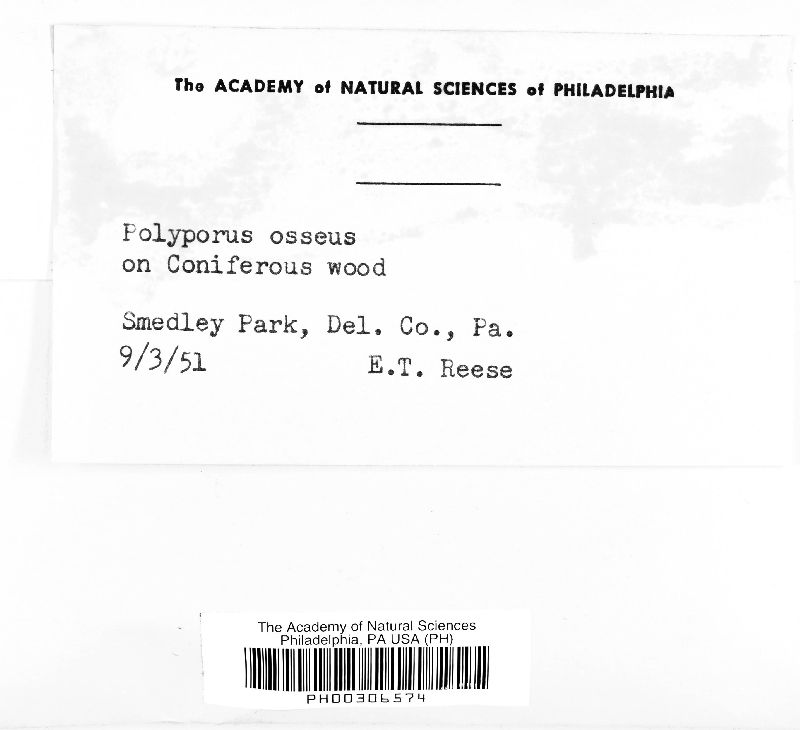 The ACADEMY of NATURAL SCIENCES of PHILADELPHIA
Polyporus osseus
on Coniferous wood
Smedley Park, Del. Co., Pa.
9/3/51 E.T. Reese
The Academy of Natural Sciences
Philadelphia, PA USA (PH)
PH00306574